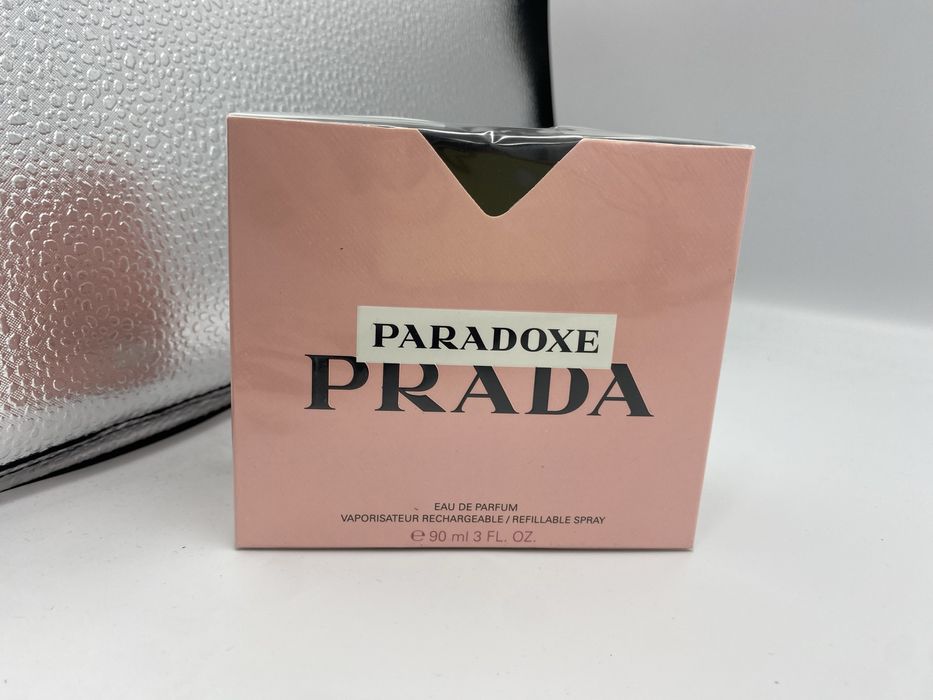 PARADOXE
PRADA
EAU DE PARFUM
VAPORISATEUR RECHARGEABLE / REFILLABLE SPRAY
℮ 90 ml 3 FL. OZ.